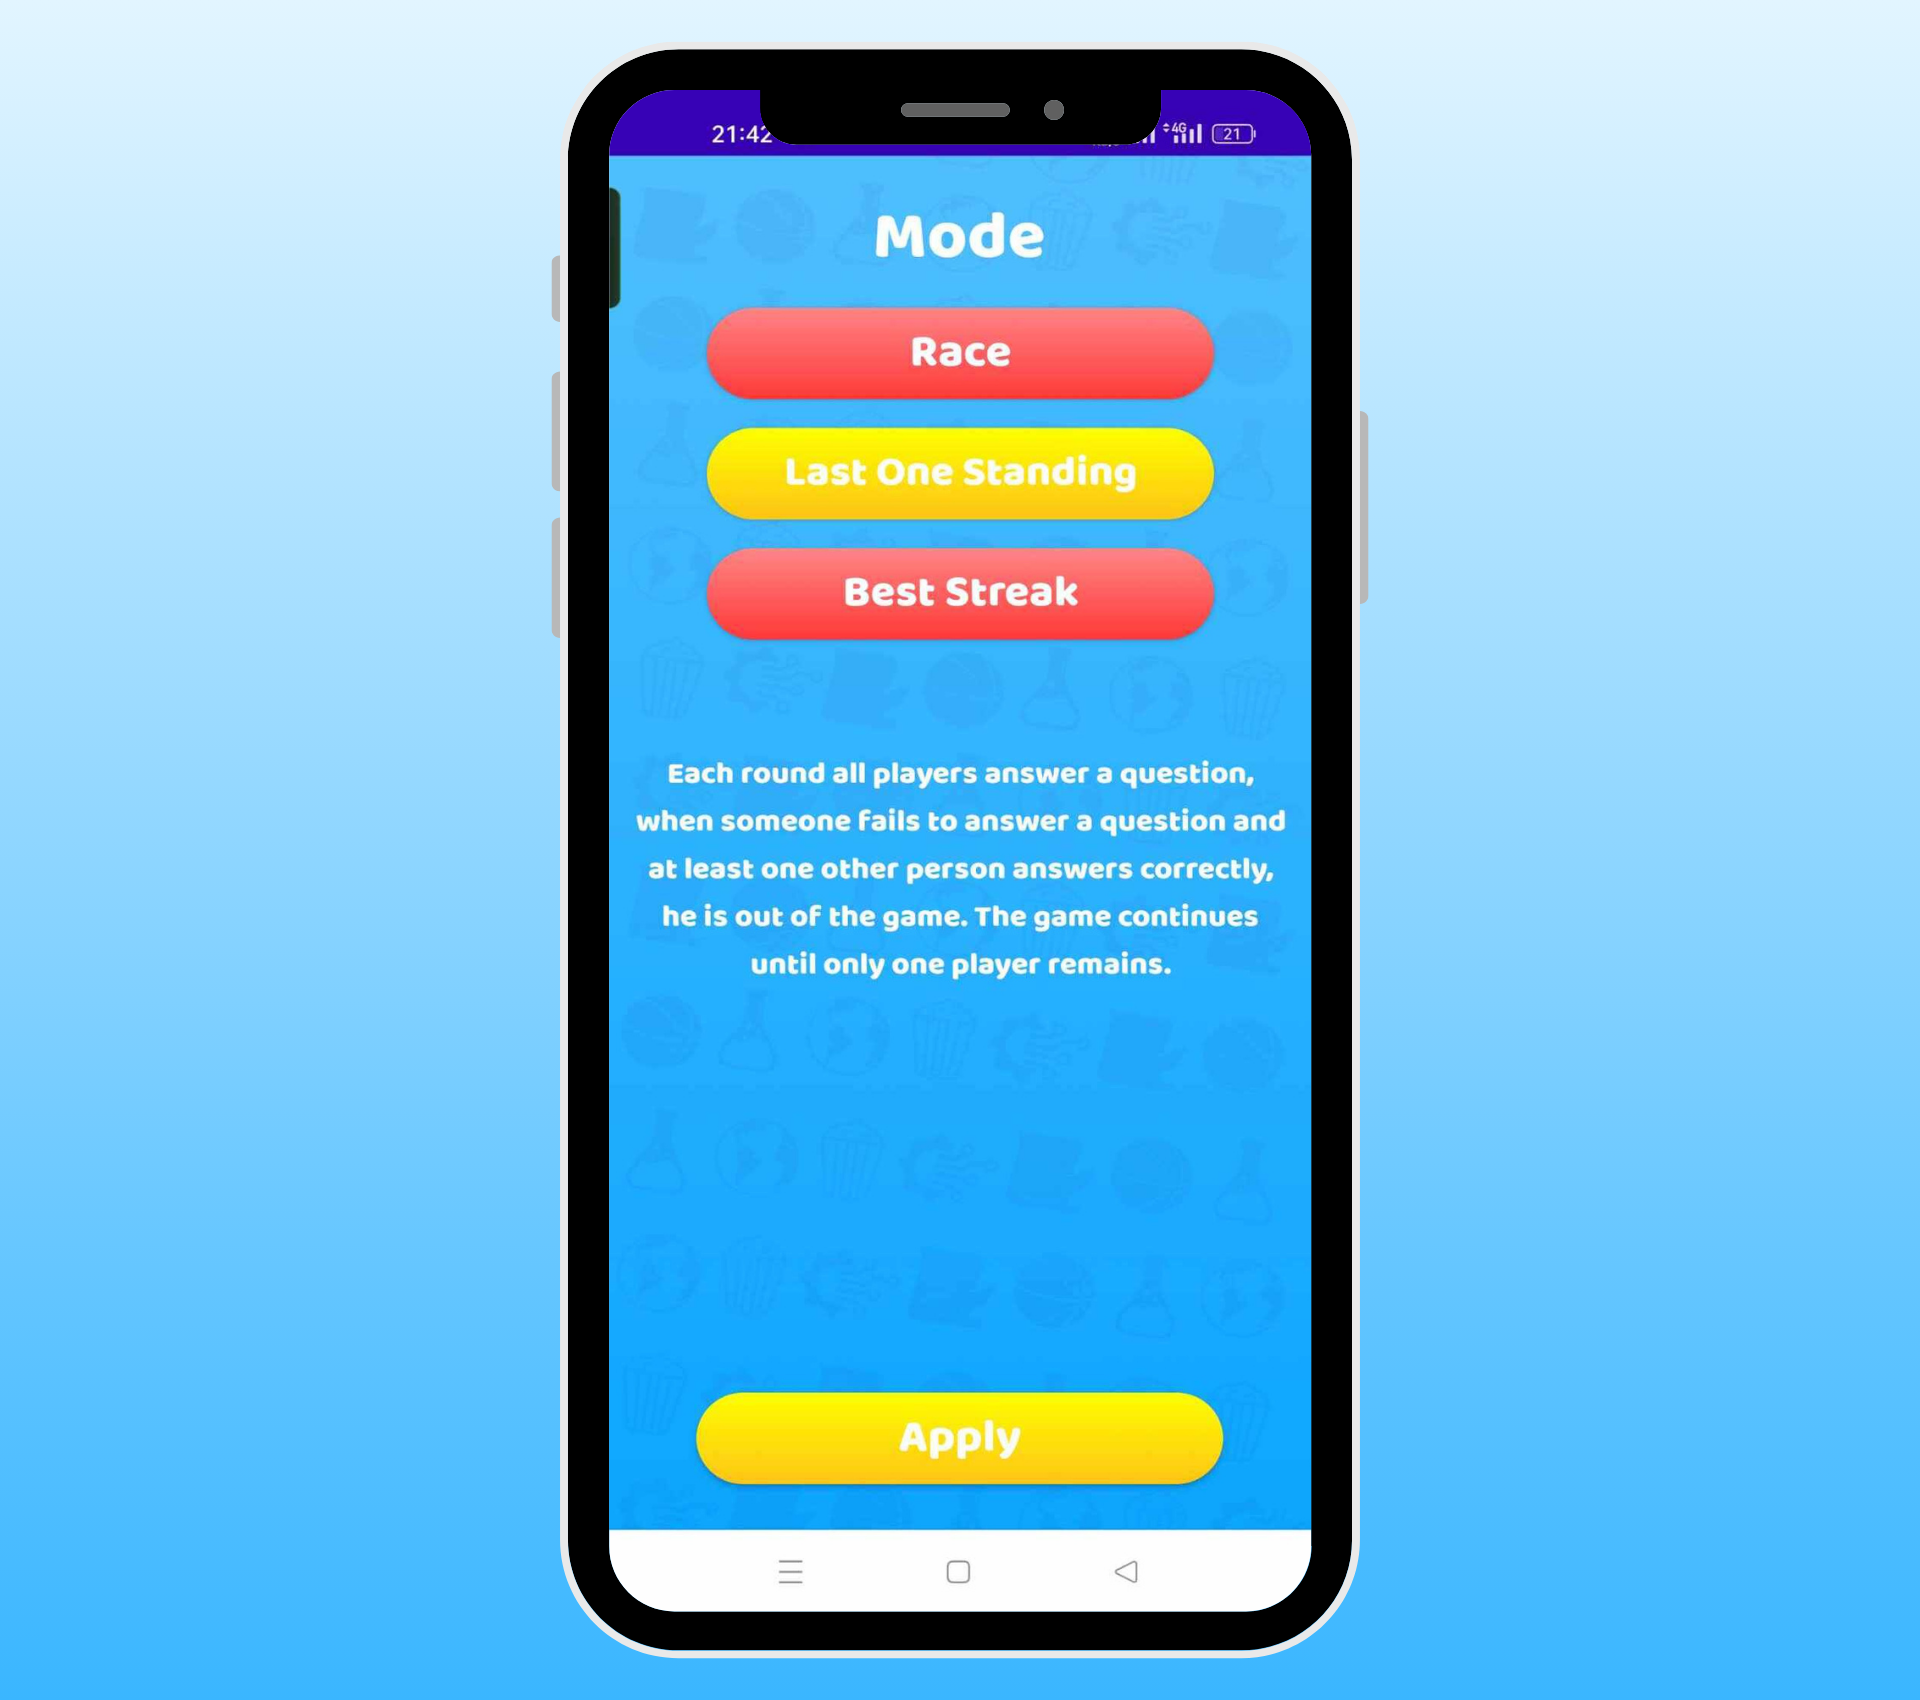 21:42
4G
21
Mode
Race
Last One Standing
Best Streak
Each round all players answer a question,
when someone fails to answer a question and
at least one other person answers correctly,
he is out of the game. The game continues
until only one player remains.
Apply